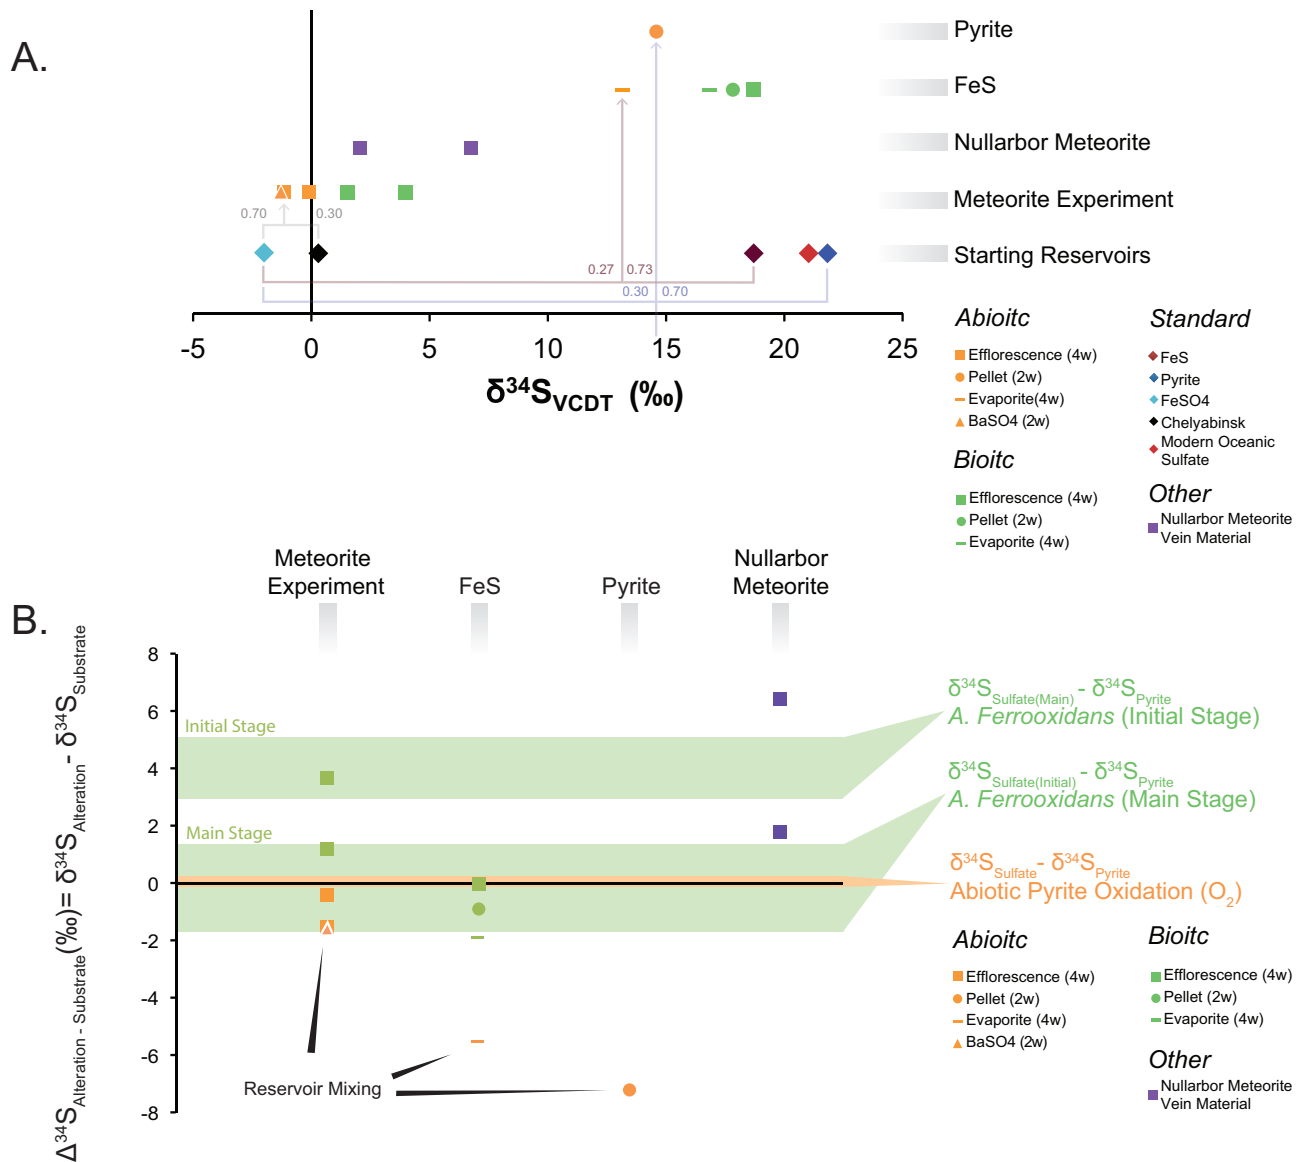 A.
Pyrite
FeS
Nullarbor Meteorite
Meteorite Experiment
Starting Reservoirs
0.70 0.30
0.27 0.73
0.30 0.70
-5 0 5 10 15 20 25
δ34SVCDT (‰)
Abioitc
Efflorescence (4w)
Pellet (2w)
Evaporite(4w)
BaSO4 (2w)
Bioitc
Efflorescence (4w)
Pellet (2w)
Evaporite (4w)
Standard
FeS
Pyrite
FeSO4
Chelyabinsk
Modern Oceanic
Sulfate
Other
Nullarbor Meteorite
Vein Material
B.
Meteorite
Experiment
FeS
Pyrite
Nullarbor
Meteorite
Δ34SAlteration - Substrate(‰)= δ34SAlteration - δ34SSubstrate
8
6
4
2
0
-2
-4
-6
-8
Initial Stage
Main Stage
Reservoir Mixing
δ34SSulfate(Main) - δ34SPyrite
A. Ferrooxidans (Initial Stage)
δ34SSulfate(Initial) - δ34SPyrite
A. Ferrooxidans (Main Stage)
δ34SSulfate - δ34SPyrite
Abiotic Pyrite Oxidation (O2)
Abioitc
Efflorescence (4w)
Pellet (2w)
Evaporite (4w)
BaSO4 (2w)
Bioitc
Efflorescence (4w)
Pellet (2w)
Evaporite (4w)
Other
Nullarbor Meteorite
Vein Material